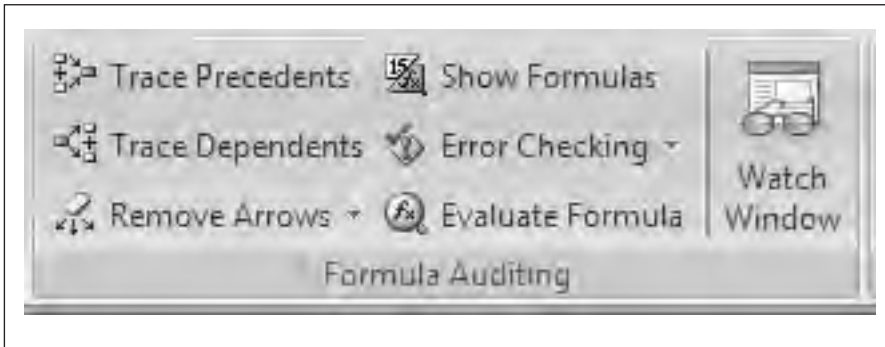 Trace Precedents
Trace Dependents
Remove Arrows
Show Formulas
Error Checking
Evaluate Formula
Watch
Window
Formula Auditing